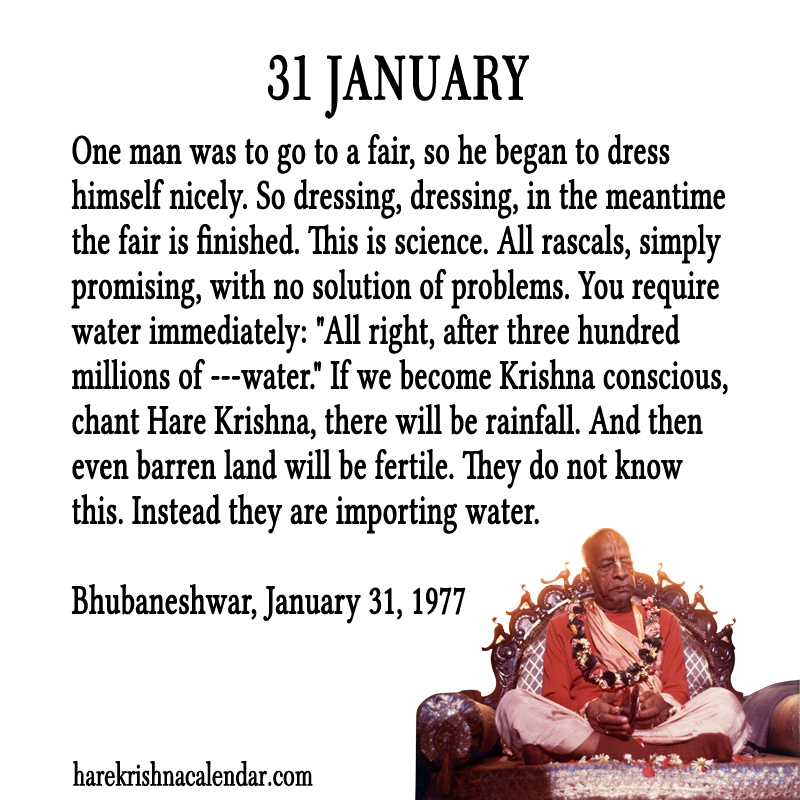 31 JANUARY
One man was to go to a fair, so he began to dress
himself nicely. So dressing, dressing, in the meantime
the fair is finished. This is science. All rascals, simply
promising, with no solution of problems. You require
water immediately: "All right, after three hundred
millions of ---water." If we become Krishna conscious,
chant Hare Krishna, there will be rainfall. And then
even barren land will be fertile. They do not know
this. Instead they are importing water.
Bhubaneshwar, January 31, 1977
harekrishnacalendar.com